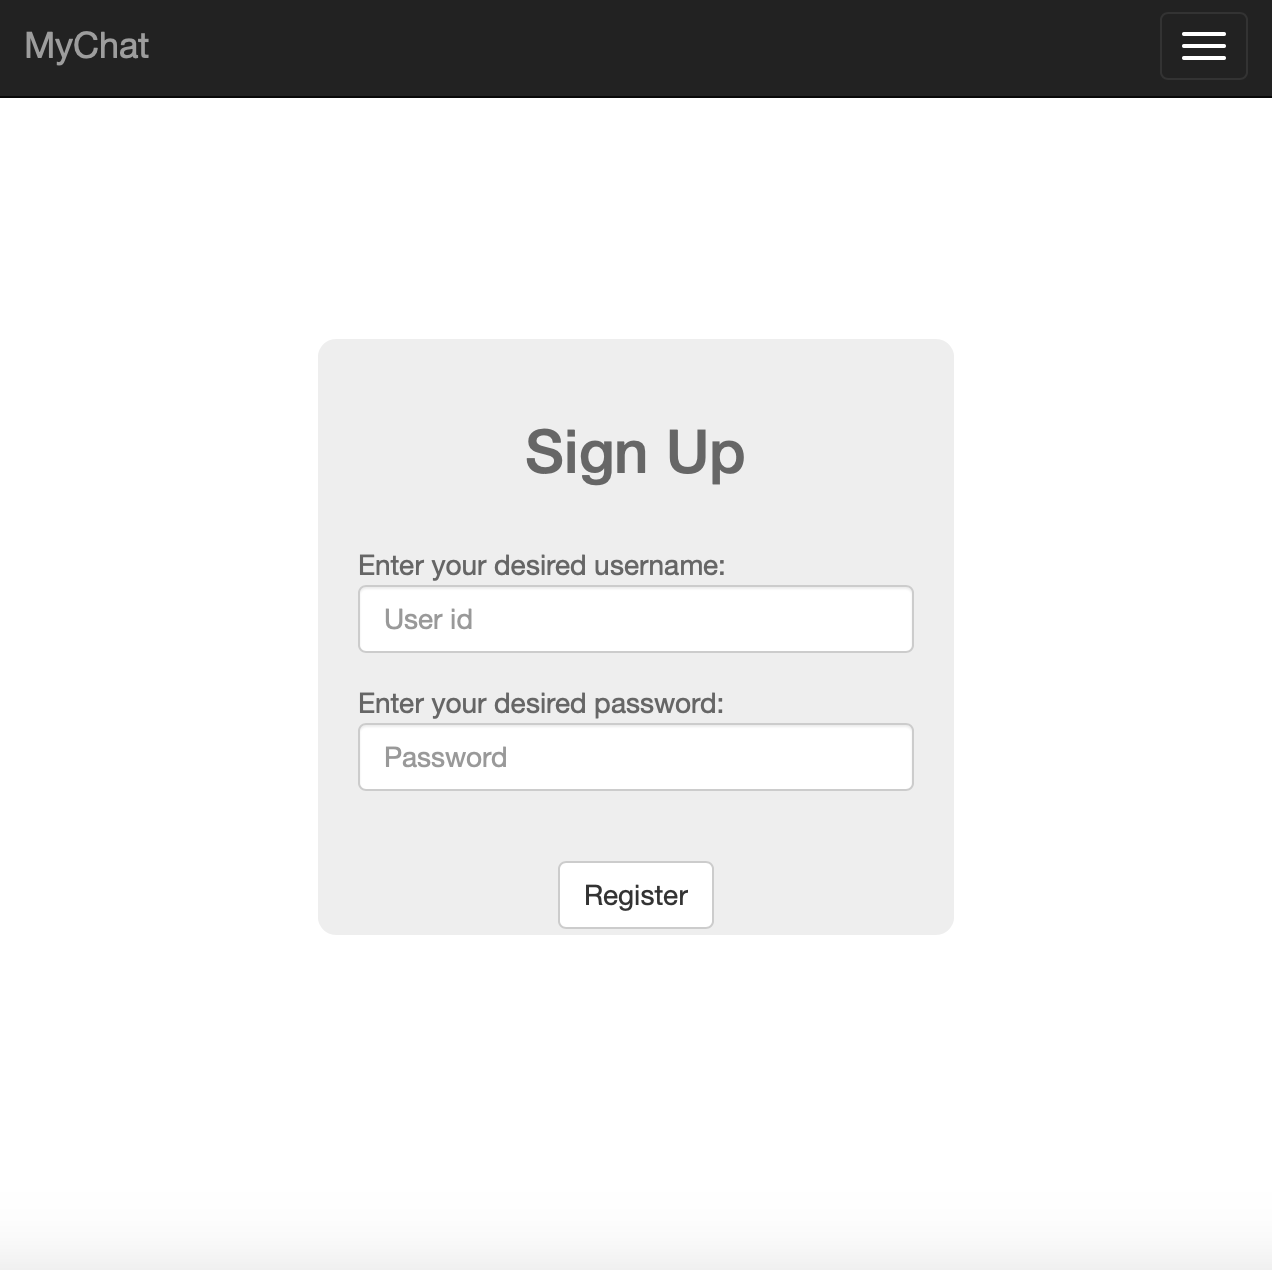 MyChat
Sign Up
Enter your desired username:
User id
Enter your desired password:
Password
Register